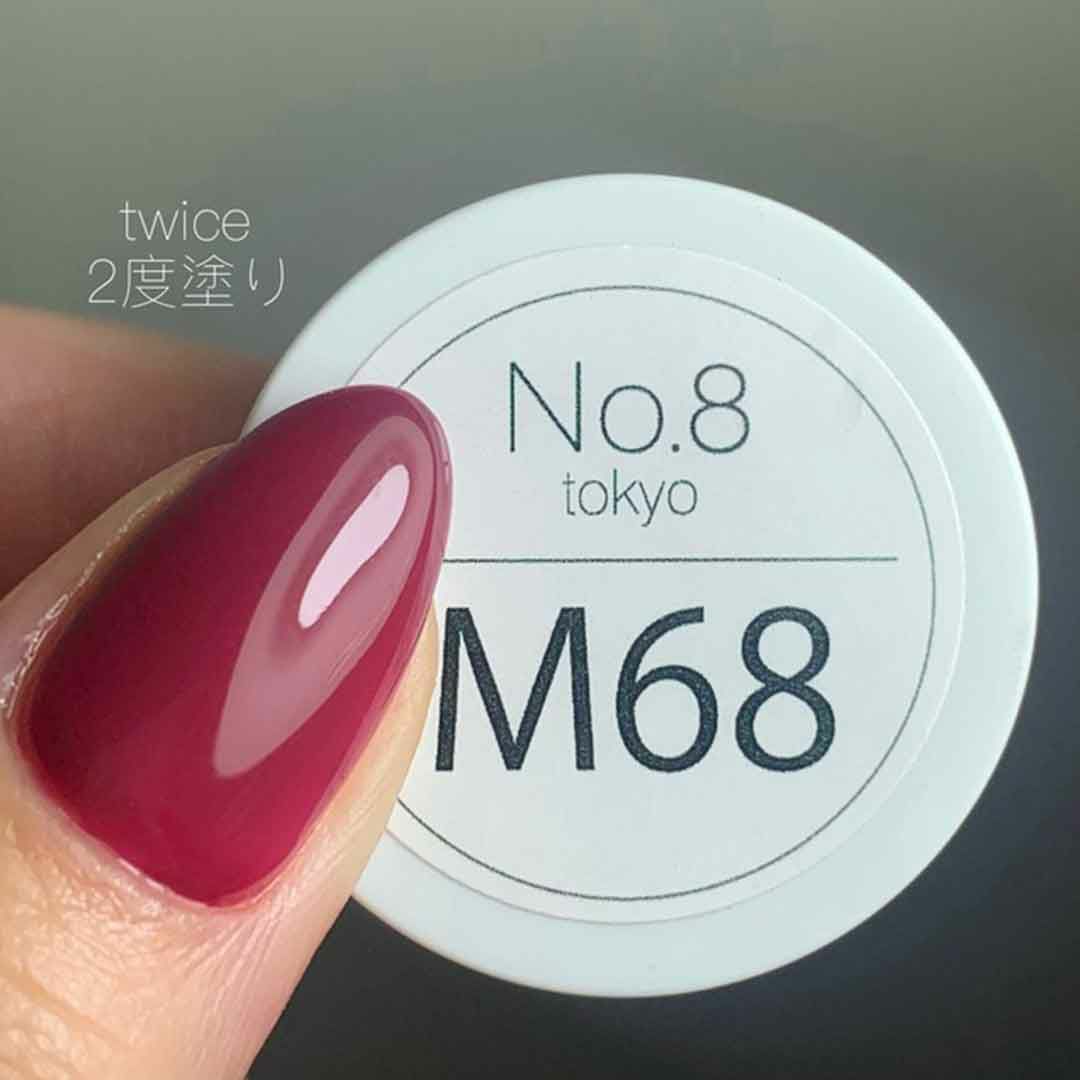 twice
2度塗り
No.8
tokyo
M68